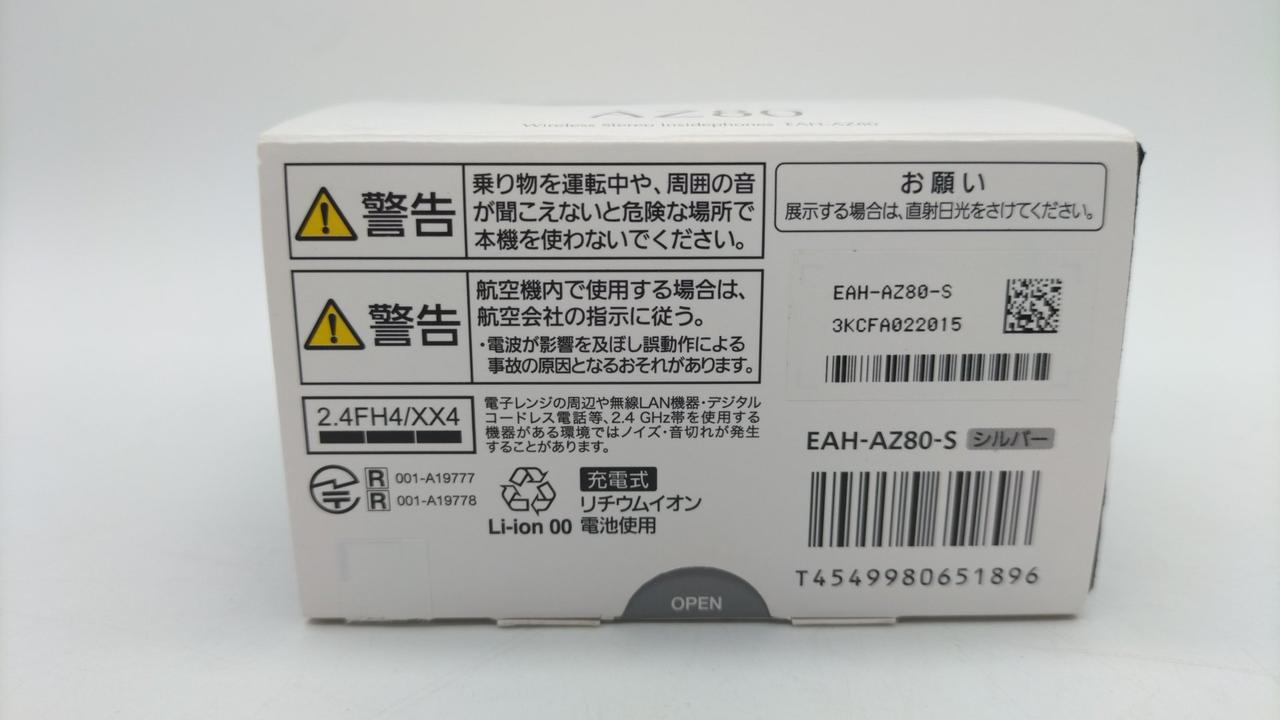 AZ80
Wireless Stereo Insidephones EAH-AZ80
警告
乗り物を運転中や、周囲の音
が聞こえないと危険な場所で
本機を使わないでください。
警告
航空機内で使用する場合は、
航空会社の指示に従う。
・電波が影響を及ぼし誤動作による
事故の原因となるおそれがあります。
2.4FH4/XX4
電子レンジの周辺や無線LAN機器・デジタル
コードレス電話等、2.4 GHz帯を使用する
機器がある環境ではノイズ・音切れが発生
することがあります。
R 001-A19777
R 001-A19778
Li-ion 00
充電式
リチウムイオン
電池使用
お願い
展示する場合は、直射日光をさけてください。
EAH-AZ80-S
3KCFA022015
EAH-AZ80-S シルバー
T4549980651896
OPEN